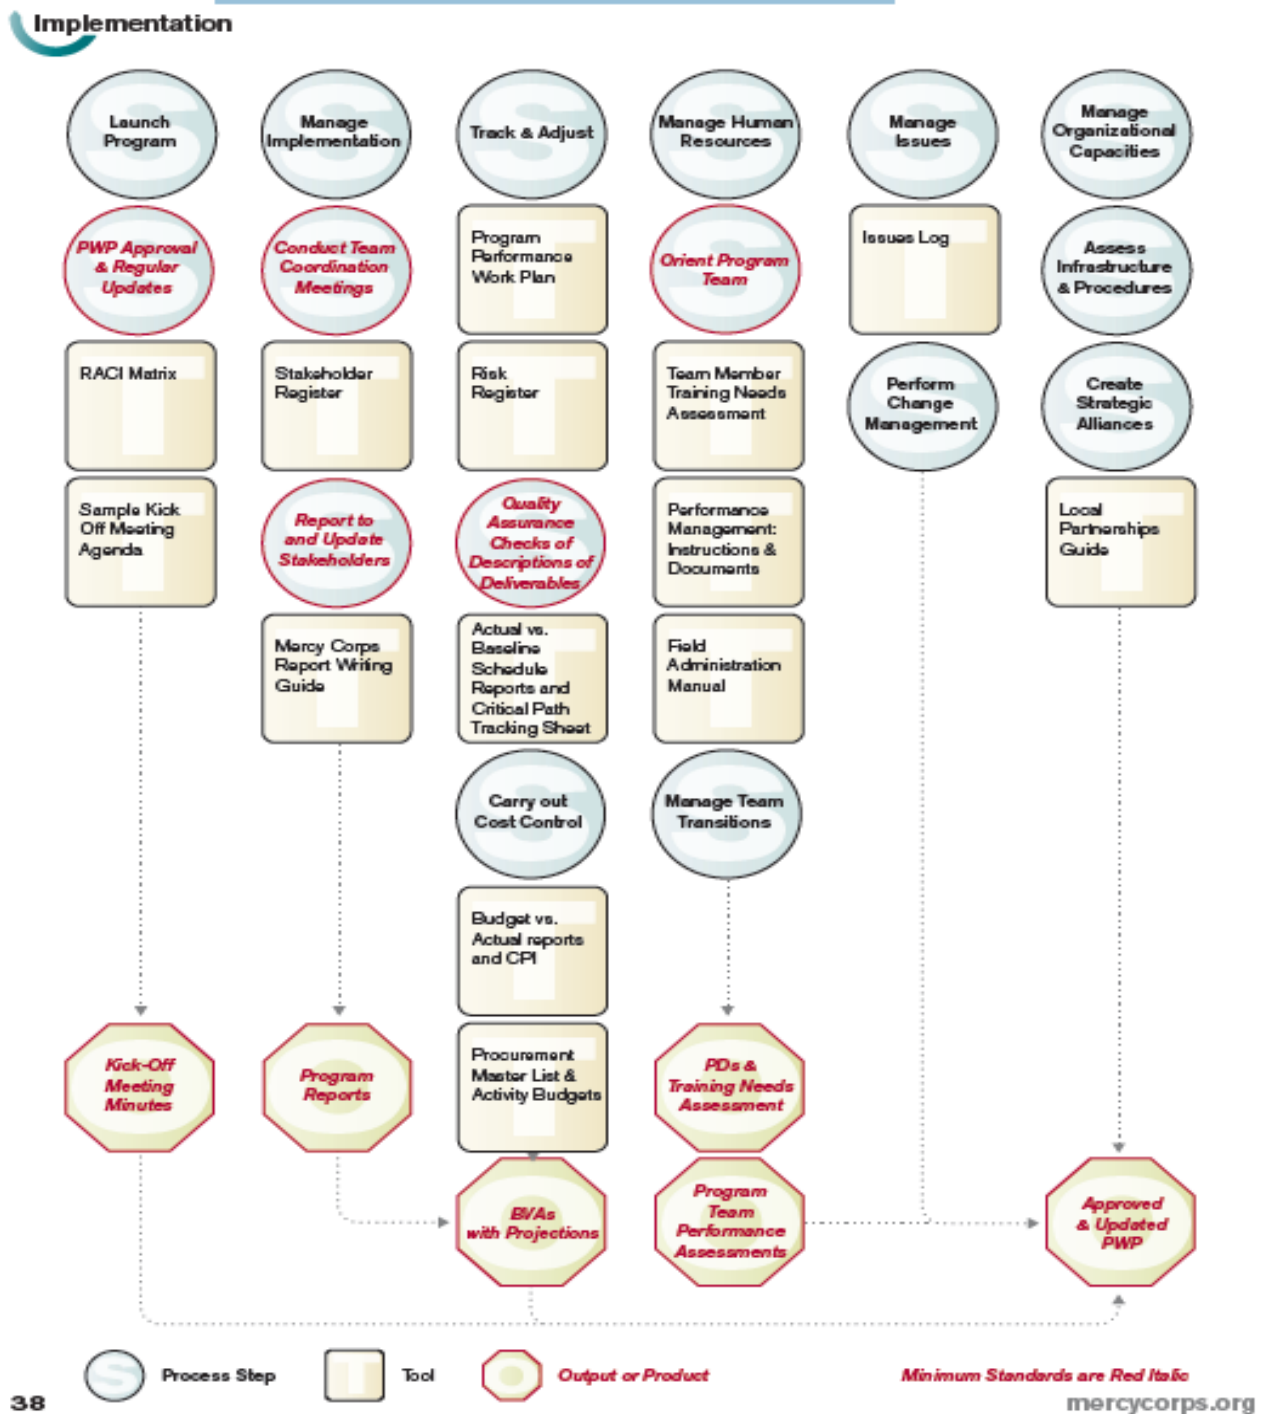 Implementation
Launch
Program
Manage
Implementation
Track & Adjust
Manage Human
Resources
Manage
Issues
Manage
Organizational
Capacities
PWP Approval
& Regular
Updates
Conduct Team
Coordination
Meetings
Program
Performance
Work Plan
Orient Program
Team
Issues Log
Assess
Infrastructure
& Procedures
RACI Matrix
Stakeholder
Register
Risk
Register
Team Member
Training Needs
Assessment
Perform
Change
Management
Create
Strategic
Alliances
Sample Kick
Off Meeting
Agenda
Report to
and Update
Stakeholders
Quality
Assurance
Checks of
Descriptions of
Deliverables
Performance
Management:
Instructions &
Documents
Local
Partnerships
Guide
Mercy Corps
Report Writing
Guide
Actual vs.
Baseline
Schedule
Reports and
Critical Path
Tracking Sheet
Field
Administration
Manual
Carry out
Cost Control
Manage Team
Transitions
Budget vs.
Actual reports
and CPI
Kick-Off
Meeting
Minutes
Program
Reports
Procurement
Master List &
Activity Budgets
PDs &
Training Needs
Assessment
BVAs
with Projections
Program
Team
Performance
Assessments
Approved
& Updated
PWP
S Process Step
T Tool
O Output or Product
Minimum Standards are Red Italic
38
mercycorps.org